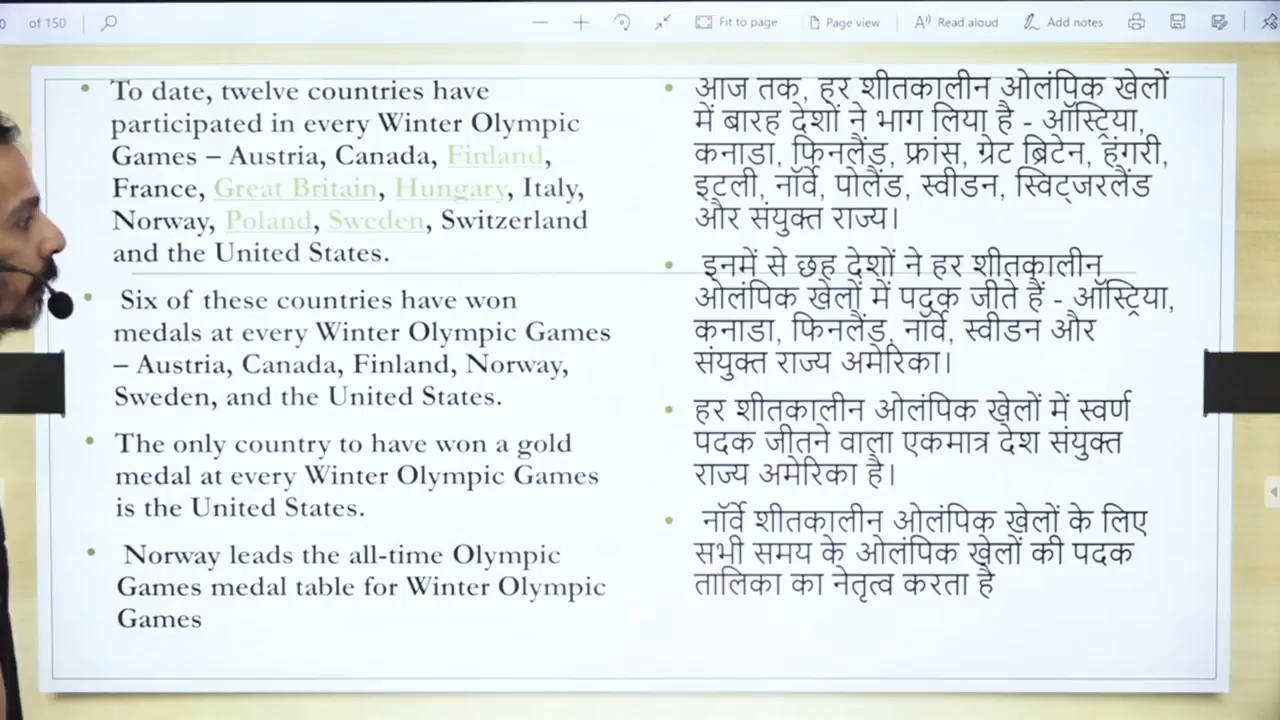 of 150
Fit to page
Page view
Read aloud
Add notes
To date, twelve countries have
participated in every Winter Olympic
Games – Austria, Canada, Finland,
France, Great Britain, Hungary, Italy,
Norway, Poland, Sweden, Switzerland
and the United States.
Six of these countries have won
medals at every Winter Olympic Games
– Austria, Canada, Finland, Norway,
Sweden, and the United States.
The only country to have won a gold
medal at every Winter Olympic Games
is the United States.
Norway leads the all-time Olympic
Games medal table for Winter Olympic
Games
आज तक, हर शीतकालीन ओलंपिक खेलों
में बारह देशों ने भाग लिया है - ऑस्ट्रिया,
कनाडा, फिनलैंड, फ्रांस, ग्रेट ब्रिटेन, हंगरी,
इटली, नॉर्वे, पोलैंड, स्वीडन, स्विट्जरलैंड
और संयुक्त राज्य।
इनमें से छह देशों ने हर शीतकालीन
ओलंपिक खेलों में पदक जीते हैं - ऑस्ट्रिया,
कनाडा, फिनलैंड, नॉर्वे, स्वीडन और
संयुक्त राज्य अमेरिका।
हर शीतकालीन ओलंपिक खेलों में स्वर्ण
पदक जीतने वाला एकमात्र देश संयुक्त
राज्य अमेरिका है।
नॉर्वे शीतकालीन ओलंपिक खेलों के लिए
सभी समय के ओलंपिक खेलों की पदक
तालिका का नेतृत्व करता है